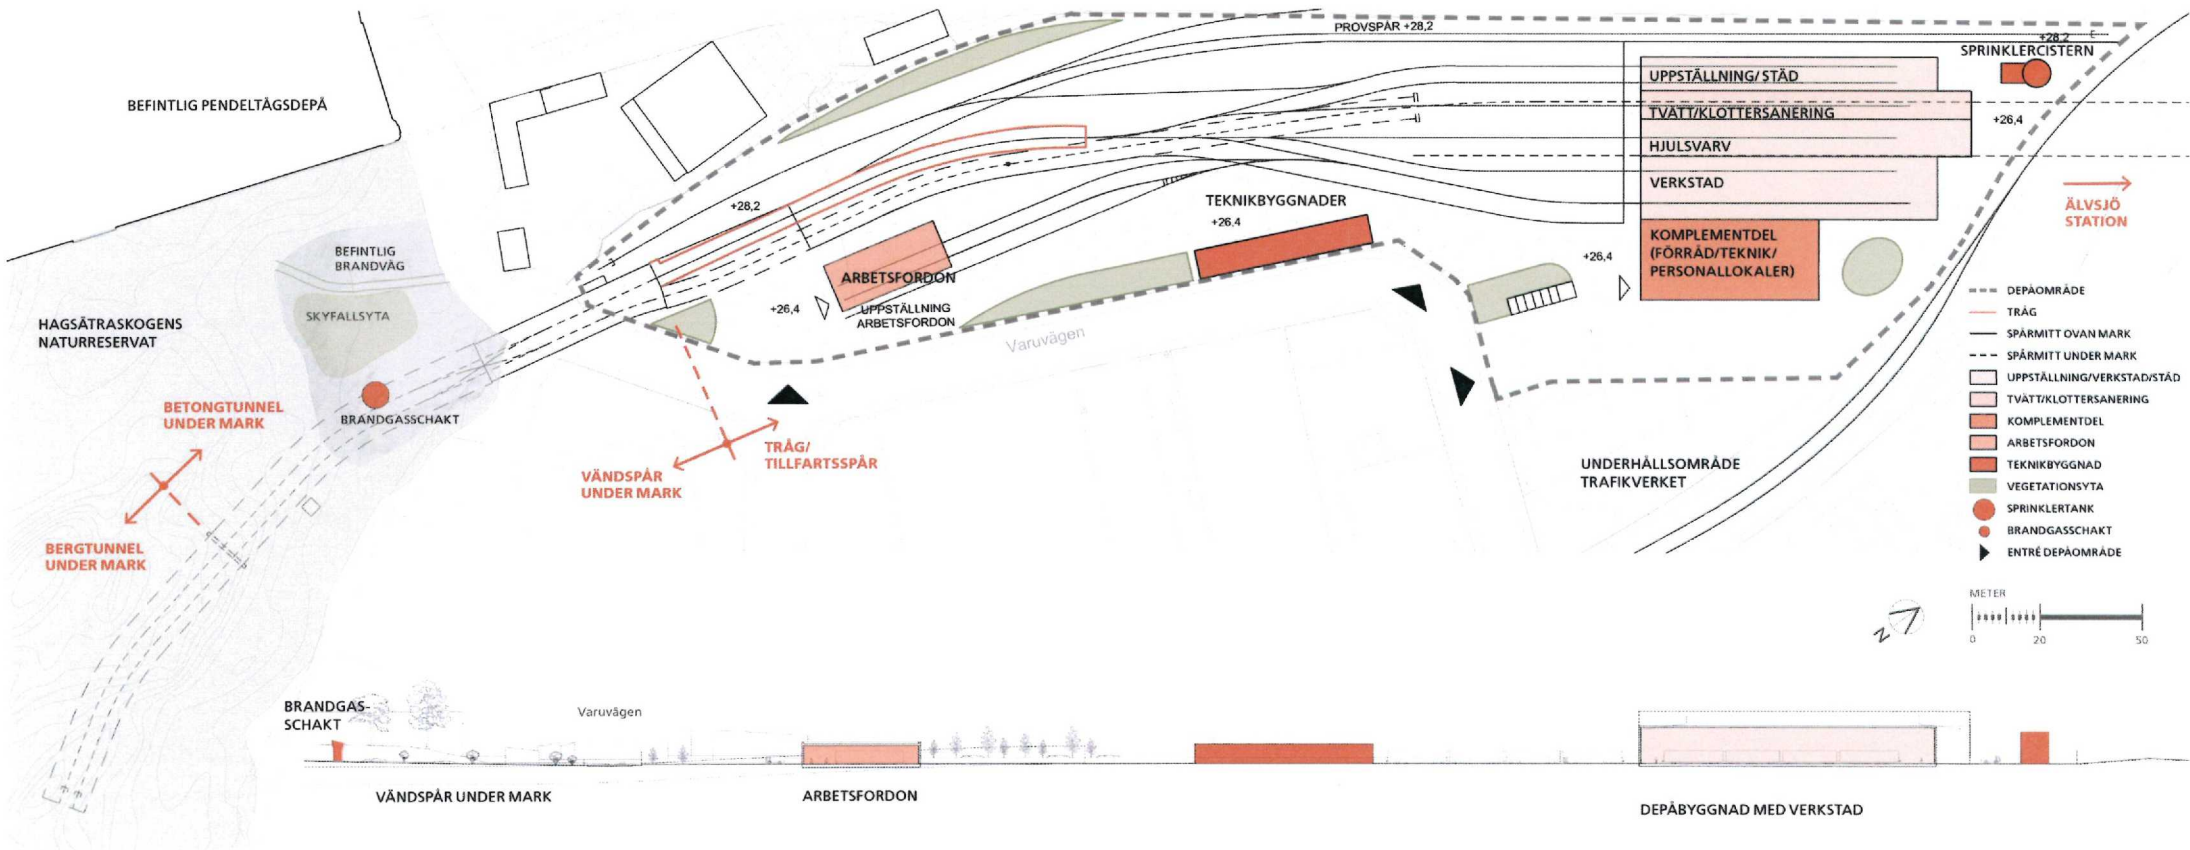 PROVSPÅR +28,2
+28,2
SPRINKLERCISTERN
BEFINTLIG PENDELTÅGSDEPÅ
UPPSTÄLLNING/STÄD
TVÄTT/KLOTTERSANERING
+26,4
HJULSVARV
VERKSTAD
+28,2
TEKNIKBYGGNADER
+26,4
ÄLVSJÖ
STATION
KOMPLEMENTDEL
(FÖRRÅD/TEKNIK/
PERSONALLOKALER)
+26,4
BEFINTLIG
BRANDVÄG
ARBETSFORDON
+26,4
UPPSTÄLLNING
ARBETSFORDON
SKYFALLSYTA
HAGSÄTRASKOGENS
NATURRESERVAT
Varuvägen
DEPÅOMRÅDE
TRÅG
SPÅRMITT OVAN MARK
SPÅRMITT UNDER MARK
UPPSTÄLLNING/VERKSTAD/STÄD
TVÄTT/KLOTTERSANERING
KOMPLEMENTDEL
ARBETSFORDON
TEKNIKBYGGNAD
VEGETATIONSYTA
SPRINKLERTANK
BRANDGASSCHAKT
ENTRÉ DEPÅOMRÅDE
BETONGTUNNEL
UNDER MARK
BRANDGASSCHAKT
TRÅG/
TILLFARTSSPÅR
VÄNDSPÅR
UNDER MARK
UNDERHÅLLSOMRÅDE
TRAFIKVERKET
BERGTUNNEL
UNDER MARK
METER
0 20 50
N
BRANDGAS-
SCHAKT
Varuvägen
VÄNDSPÅR UNDER MARK
ARBETSFORDON
DEPÅBYGGNAD MED VERKSTAD